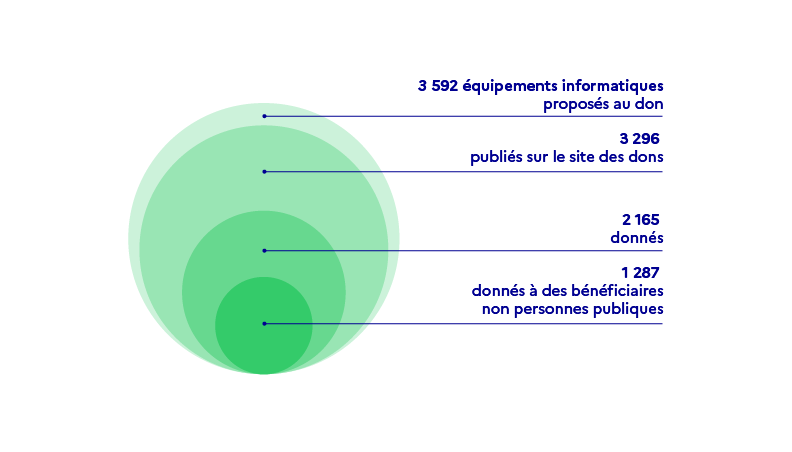 3 592 équipements informatiques
proposés au don
3 296
publiés sur le site des dons
2 165
donnés
1 287
donnés à des bénéficiaires
non personnes publiques